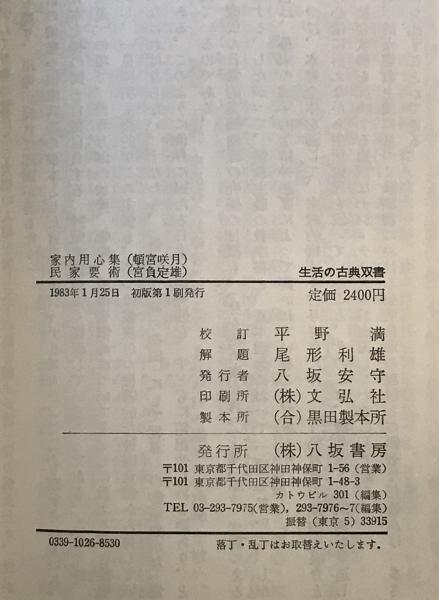 家内用心集(頓宮咲月)
民家要術(宮負定雄)
生活の古典双書
1983年1月25日 初版第1刷発行
定価 2400円
校訂 平野満
解題 尾形利雄
発行者 八坂安守
印刷所 (株)文弘社
製本所 (合)黒田製本所
発行所 (株)八坂書房
〒101 東京都千代田区神田神保町 1-56 (営業)
〒101 東京都千代田区神田神保町 1-48-3
カトウビル 301 (編集)
TEL 03-293-7975(営業), 293-7976~7(編集)
振替 (東京 5) 33915
0339-1026-8530
落丁・乱丁はお取替えいたします。